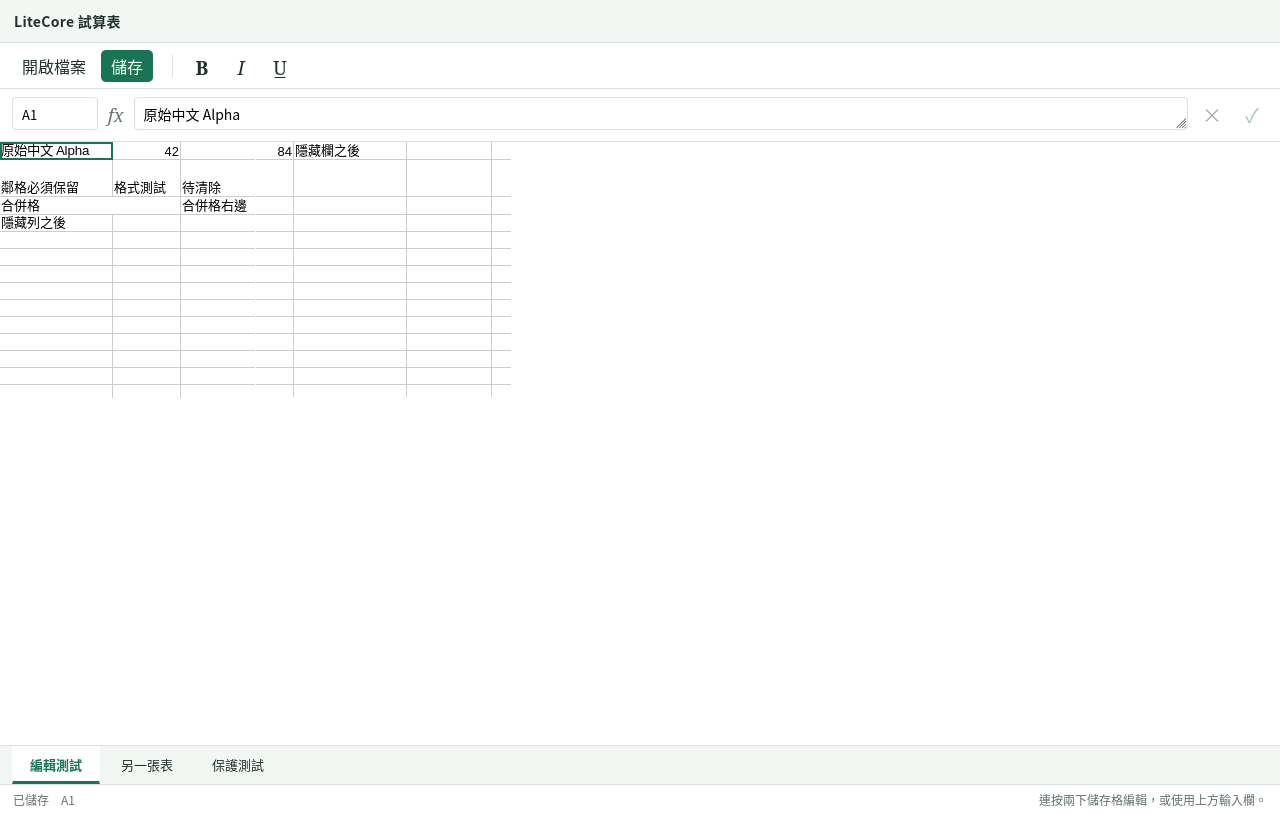 LiteCore 試算表
開啟檔案 儲存 B I U
A1 fx 原始中文 Alpha
原始中文 Alpha 42 84 隱藏欄之後
鄰格必須保留 格式測試 待清除
合併格 合併格右邊
隱藏列之後
編輯測試 另一張表 保護測試
已儲存 A1 連按兩下儲存格編輯，或使用上方輸入欄。